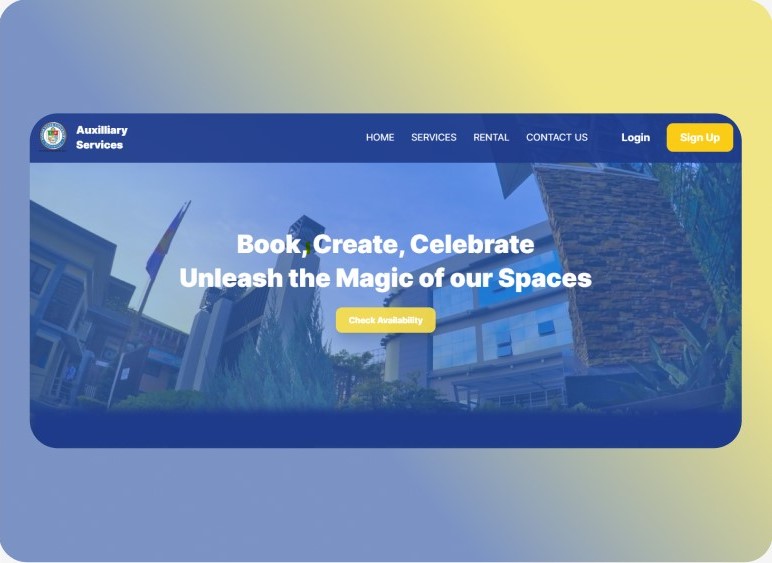 Auxilliary
Services
HOME SERVICES RENTAL CONTACT US Login Sign Up
Book, Create, Celebrate
Unleash the Magic of our Spaces
Check Availability